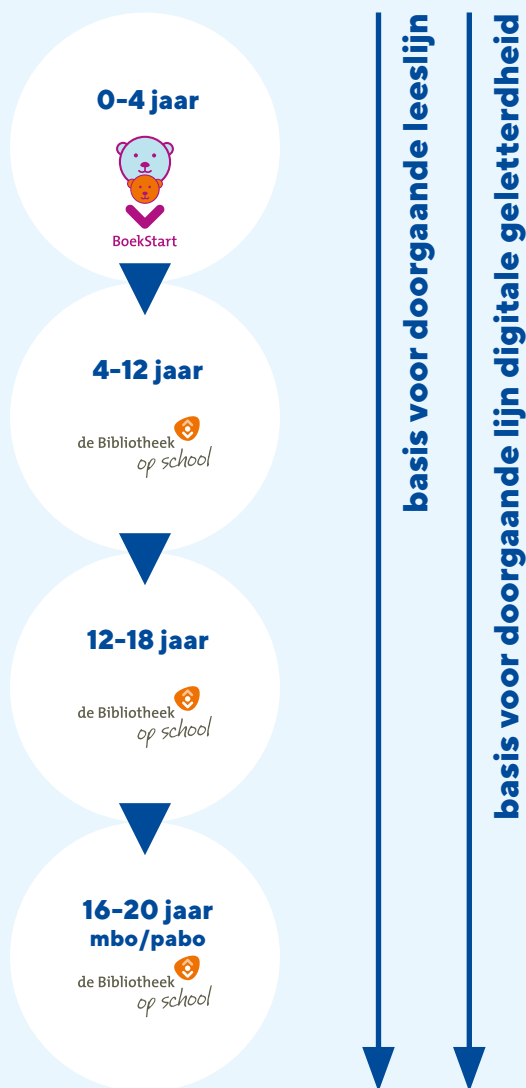 0-4 jaar
BoekStart
4-12 jaar
de Bibliotheek
op school
12-18 jaar
de Bibliotheek
op school
16-20 jaar
mbo/pabo
de Bibliotheek
op school
basis voor doorgaande leeslijn
basis voor doorgaande lijn digitale geletterdheid